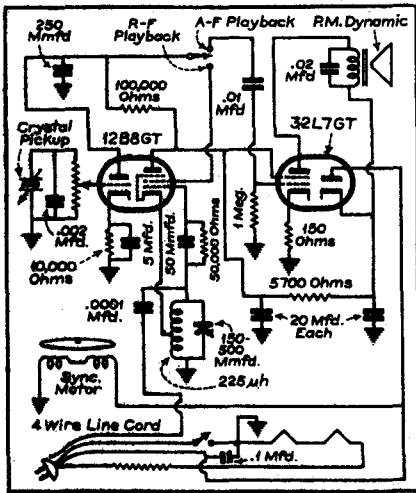 250
Mmfd
R-F
Playback
A-F Playback
P.M. Dynamic
.02
Mfd
100,000
Ohms
.01
Mfd
Crystal
Pickup
12B8GT
32L7GT
.002
Mfd.
10,000
Ohms
5 Mfd.
50 Mmfd.
50,000 Ohms
1 Meg.
150
Ohms
5700 Ohms
.0001
Mfd.
150-
500
Mmfd.
20 Mfd.
Each
225 µh
Sync.
Motor
4 Wire Line Cord
.1 Mfd.